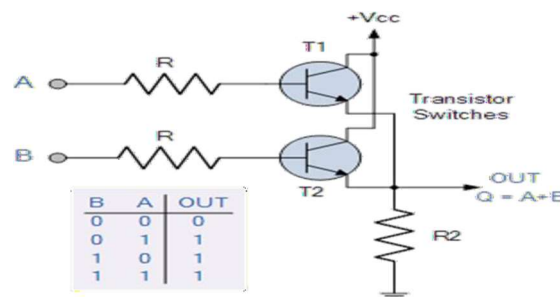 +Vcc
T1
R
A
Transistor
Switches
R
B
T2
OUT
Q = A+B
R2
B A OUT
0 0 0
0 1 1
1 0 1
1 1 1